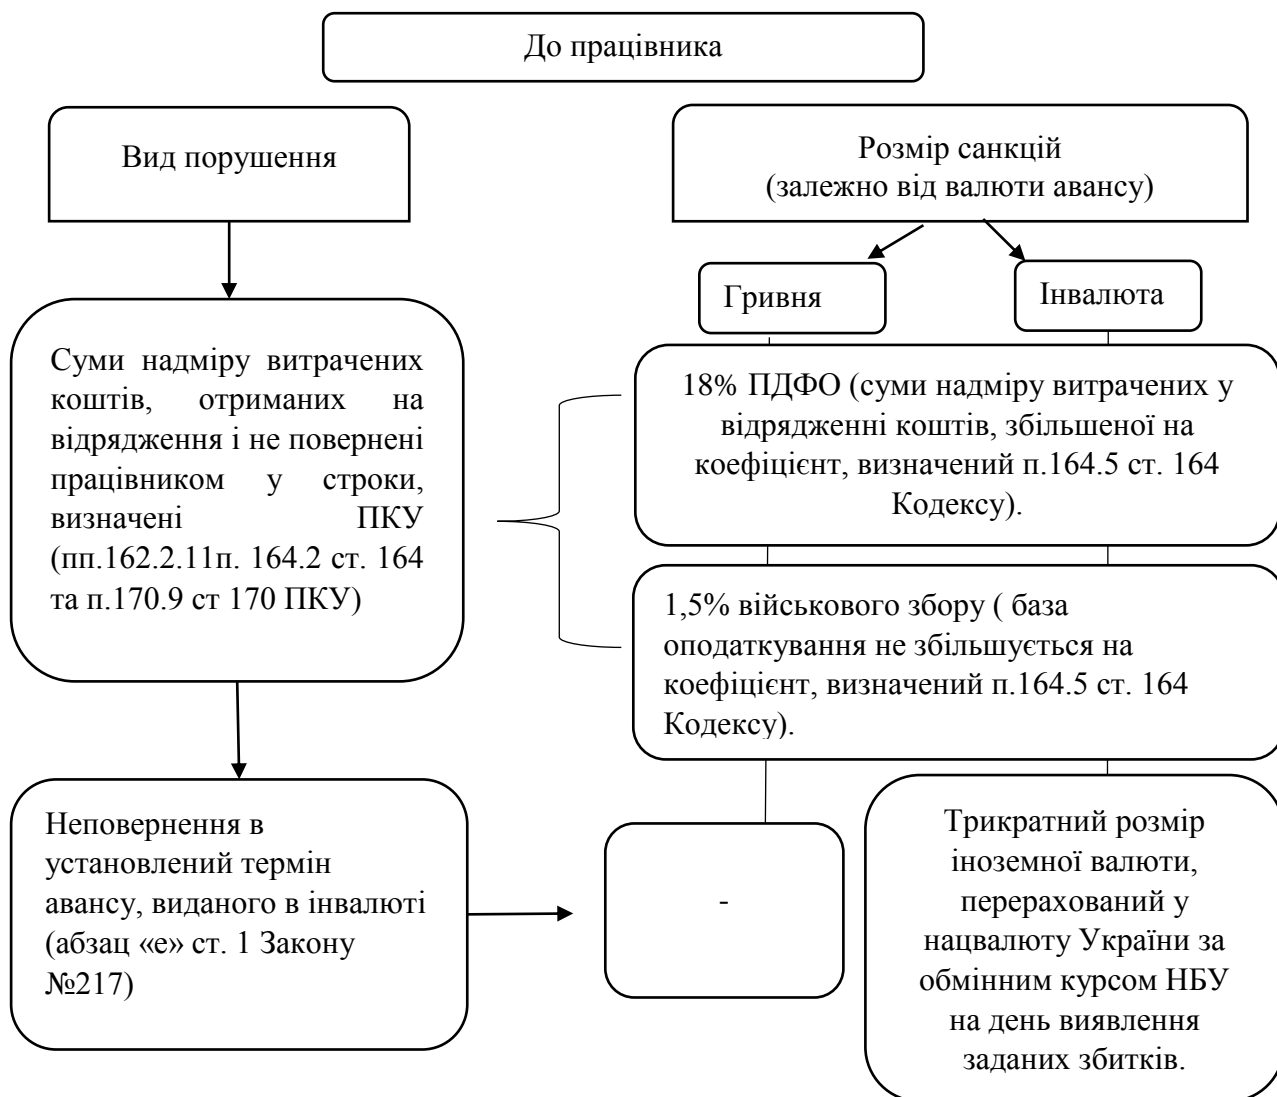 До працівника
Вид порушення
Розмір санкцій
(залежно від валюти авансу)
Гривня
Інвалюта
Суми надміру витрачених
коштів, отриманих на
відрядження і не повернені
працівником у строки,
визначені ПКУ
(пп.162.2.11п. 164.2 ст. 164
та п.170.9 ст 170 ПКУ)
18% ПДФО (суми надміру витрачених у
відрядженні коштів, збільшеної на
коефіцієнт, визначений п.164.5 ст. 164
Кодексу).
1,5% військового збору ( база
оподаткування не збільшується на
коефіцієнт, визначений п.164.5 ст. 164
Кодексу).
Неповернення в
установлений термін
авансу, виданого в інвалюті
(абзац «е» ст. 1 Закону
№217)
-
Трикратний розмір
іноземної валюти,
перерахований у
нацвалюту України за
обмінним курсом НБУ
на день виявлення
заданих збитків.